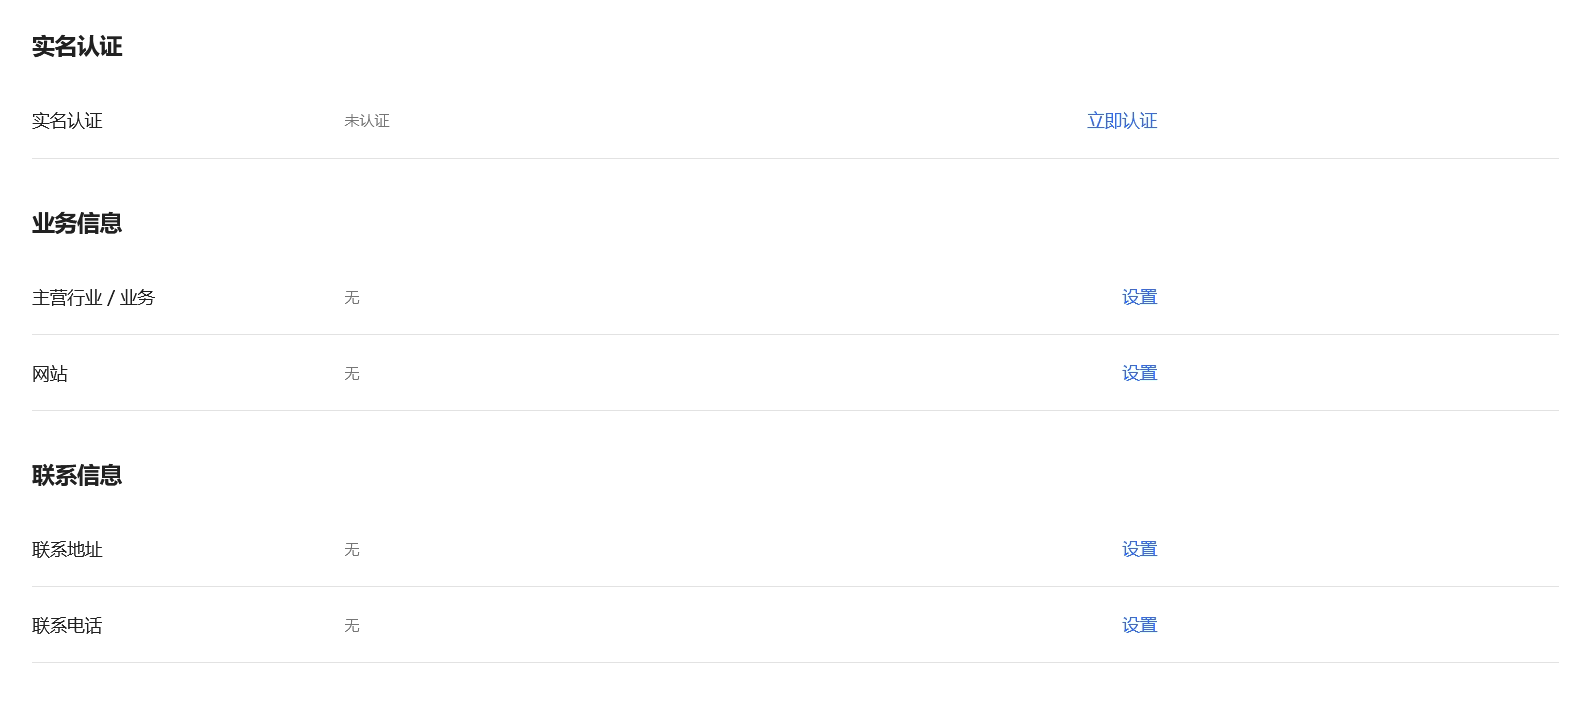 实名认证
实名认证 未认证 立即认证
业务信息
主营行业 / 业务 无 设置
网站 无 设置
联系信息
联系地址 无 设置
联系电话 无 设置